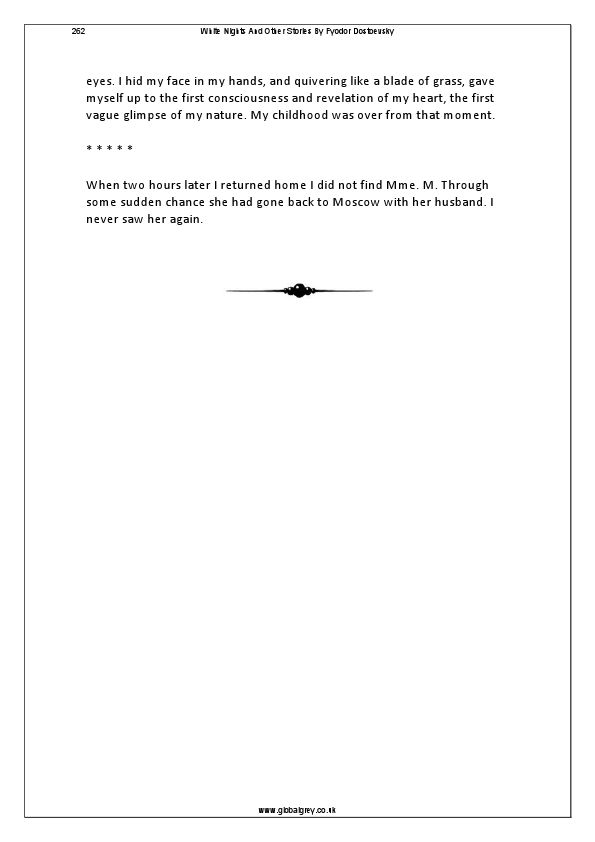 262
White Nights And Other Stories By Fyodor Dostoevsky
eyes. I hid my face in my hands, and quivering like a blade of grass, gave
myself up to the first consciousness and revelation of my heart, the first
vague glimpse of my nature. My childhood was over from that moment.
* * * * *
When two hours later I returned home I did not find Mme. M. Through
some sudden chance she had gone back to Moscow with her husband. I
never saw her again.
www.globalgrey.co.uk